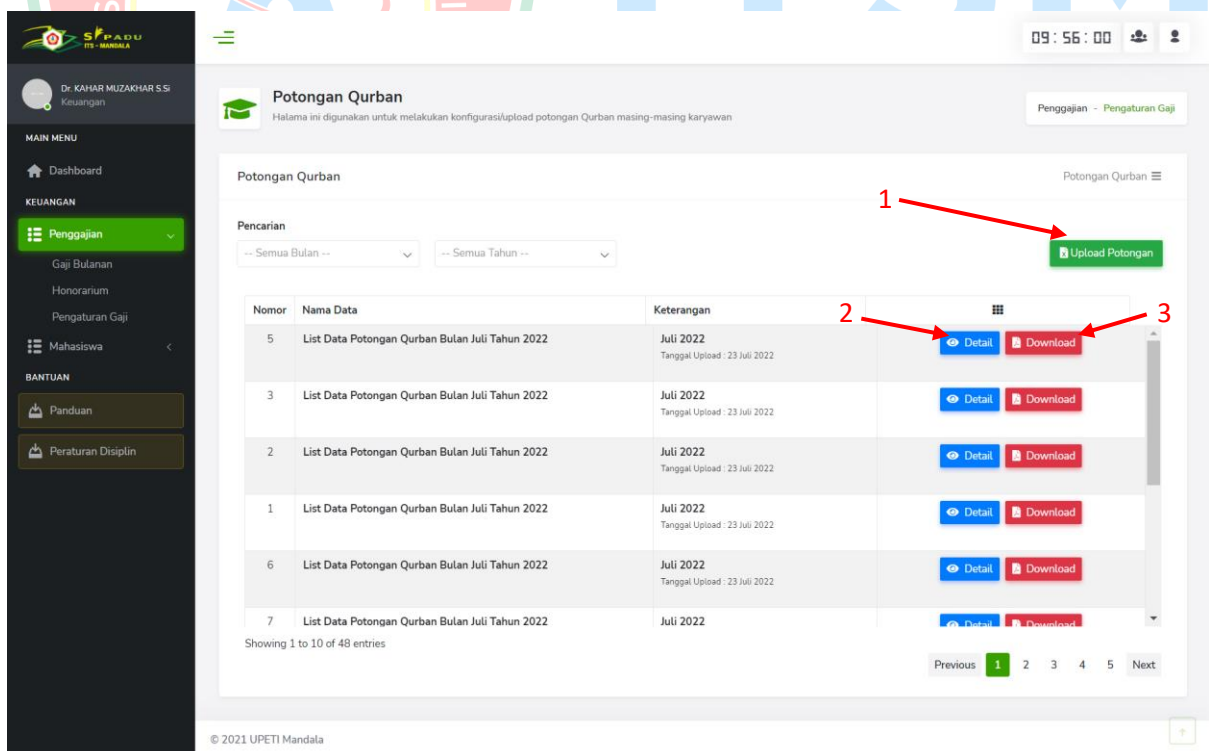 SIPADU
ITS - MANDALA
09:56:00
Dr. KAHAR MUZAKHAR S.Si
Keuangan
MAIN MENU
Dashboard
KEUANGAN
Penggajian
Gaji Bulanan
Honorarium
Pengaturan Gaji
Mahasiswa
BANTUAN
Panduan
Peraturan Disiplin
Potongan Qurban
Halama ini digunakan untuk melakukan konfigurasi/upload potongan Qurban masing-masing karyawan
Penggajian - Pengaturan Gaji
Potongan Qurban
Potongan Qurban
1
Pencarian
-- Semua Bulan --
-- Semua Tahun --
Upload Potongan
Nomor Nama Data Keterangan
2
3
5 List Data Potongan Qurban Bulan Juli Tahun 2022 Juli 2022 Detail Download
Tanggal Upload : 23 Juli 2022
3 List Data Potongan Qurban Bulan Juli Tahun 2022 Juli 2022 Detail Download
Tanggal Upload : 23 Juli 2022
2 List Data Potongan Qurban Bulan Juli Tahun 2022 Juli 2022 Detail Download
Tanggal Upload : 23 Juli 2022
1 List Data Potongan Qurban Bulan Juli Tahun 2022 Juli 2022 Detail Download
Tanggal Upload : 23 Juli 2022
6 List Data Potongan Qurban Bulan Juli Tahun 2022 Juli 2022 Detail Download
Tanggal Upload : 23 Juli 2022
7 List Data Potongan Qurban Bulan Juli Tahun 2022 Juli 2022 Detail Download
Showing 1 to 10 of 48 entries
Previous 1 2 3 4 5 Next
© 2021 UPETI Mandala